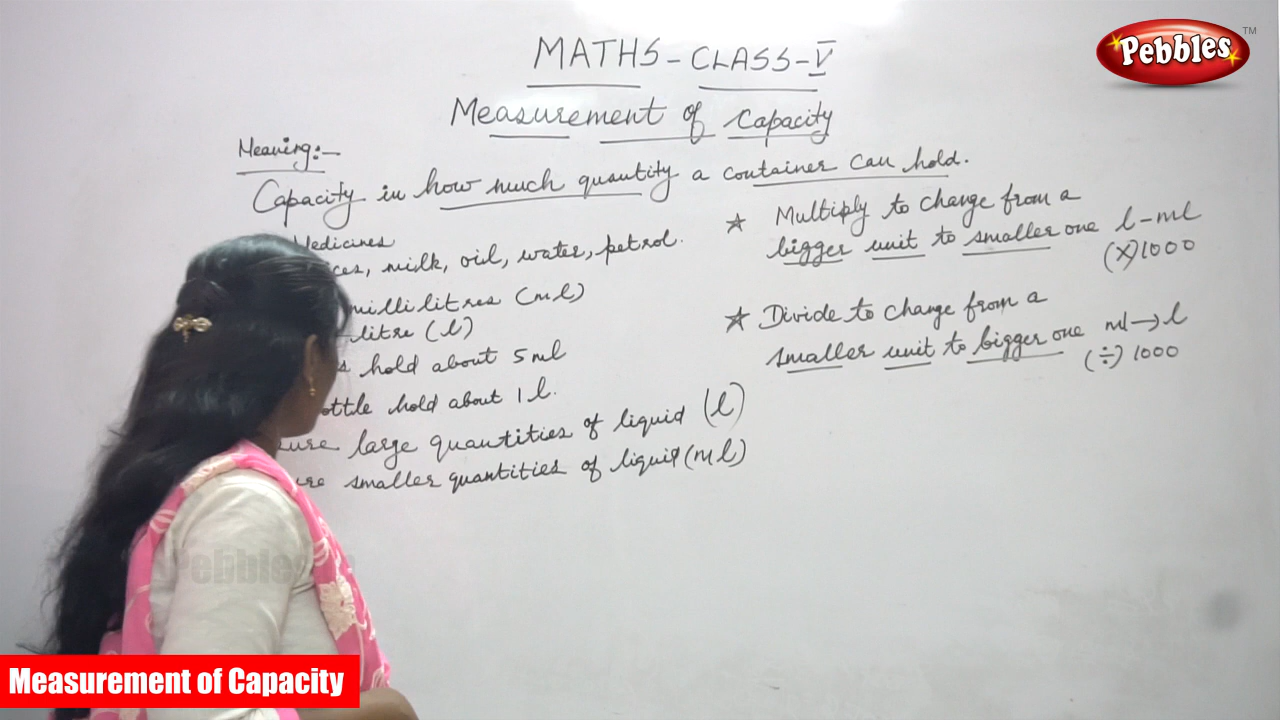 Pebbles TM
MATHS - CLASS - V
Measurement of Capacity
Meaning:-
Capacity in how much quantity a container can hold.
Medicines
milk, oil, water, petrol.
millilitres (ml)
litre (l)
hold about 5 ml
hold about 1 l.
large quantities of liquid (l)
smaller quantities of liquid (ml)
★ Multiply to change from a
bigger unit to smaller one l - ml
(×) 1000
★ Divide to change from a
smaller unit to bigger one ml → l
(÷) 1000
Pebbles
Measurement of Capacity